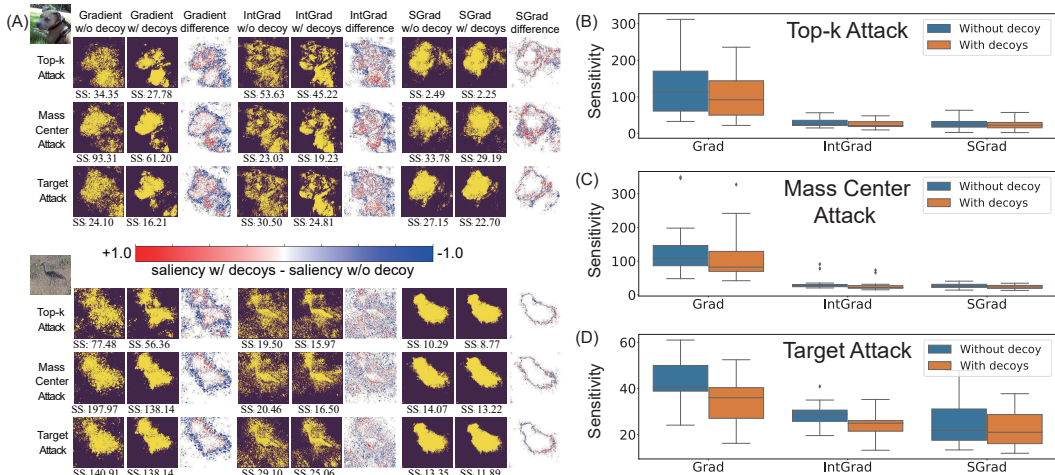 (A)
Gradient w/o decoy
Gradient w/ decoys
Gradient difference
IntGrad w/o decoy
IntGrad w/ decoys
IntGrad difference
SGrad w/o decoy
SGrad w/ decoys
SGrad difference
Top-k Attack
SS: 34.35
SS: 27.78
SS: 53.63
SS: 45.22
SS: 2.49
SS: 2.25
Mass Center Attack
SS: 93.31
SS: 61.20
SS: 23.03
SS: 19.23
SS: 33.78
SS: 29.19
Target Attack
SS: 24.10
SS: 16.21
SS: 30.50
SS: 24.81
SS: 27.15
SS: 22.70
+1.0
-1.0
saliency w/ decoys - saliency w/o decoy
Top-k Attack
SS: 77.48
SS: 56.36
SS: 19.50
SS: 15.97
SS: 10.29
SS: 8.77
Mass Center Attack
SS: 197.97
SS: 138.14
SS: 20.46
SS: 16.50
SS: 14.07
SS: 13.22
Target Attack
SS: 140.91
SS: 138.14
SS: 29.10
SS: 25.06
SS: 13.35
SS: 11.89
(B)
Top-k Attack
Without decoy
With decoys
Sensitivity
300
200
100
0
Grad
IntGrad
SGrad
(C)
Mass Center
Attack
Without decoy
With decoys
Sensitivity
300
200
100
0
Grad
IntGrad
SGrad
(D)
Target Attack
Without decoy
With decoys
Sensitivity
60
40
20
Grad
IntGrad
SGrad